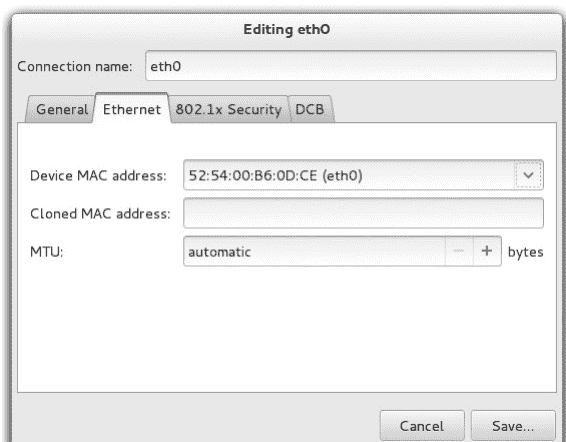 Editing eth0
Connection name: eth0
General Ethernet 802.1x Security DCB
Device MAC address: 52:54:00:B6:0D:CE (eth0)
Cloned MAC address:
MTU: automatic − + bytes
Cancel Save...